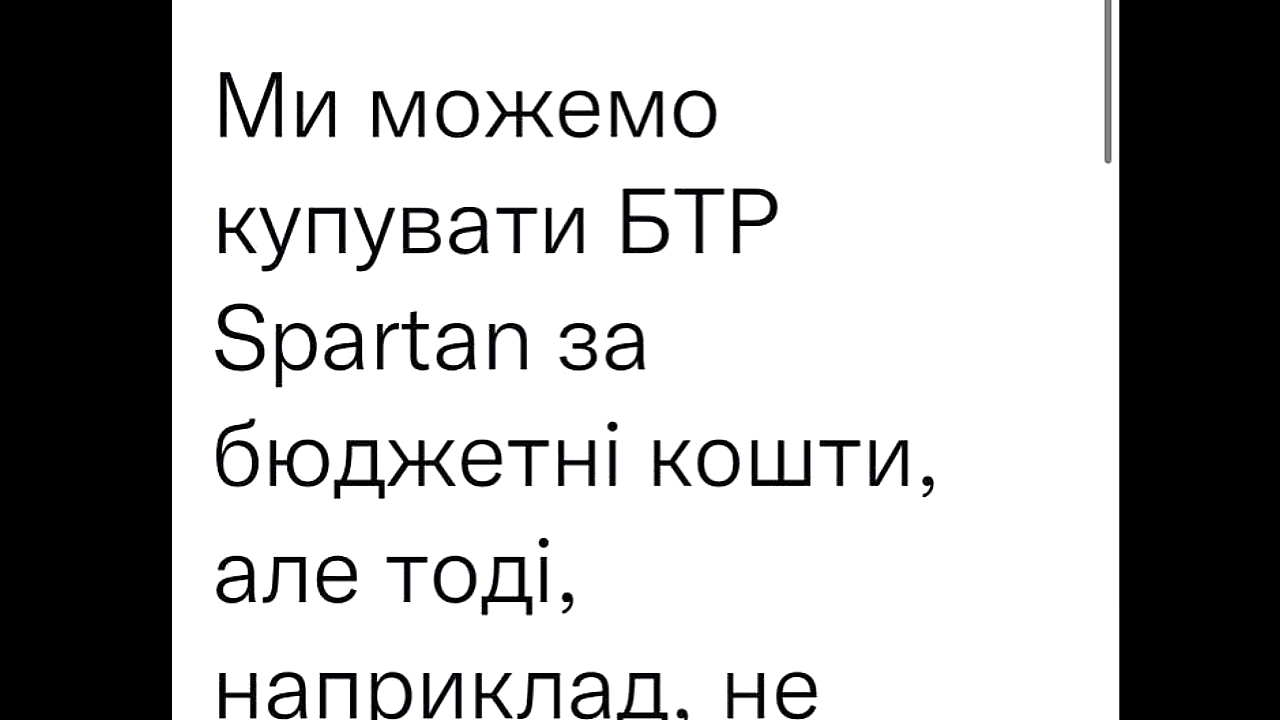 Ми можемо
купувати БТР
Spartan за
бюджетні кошти,
але тоді,
наприклад, не